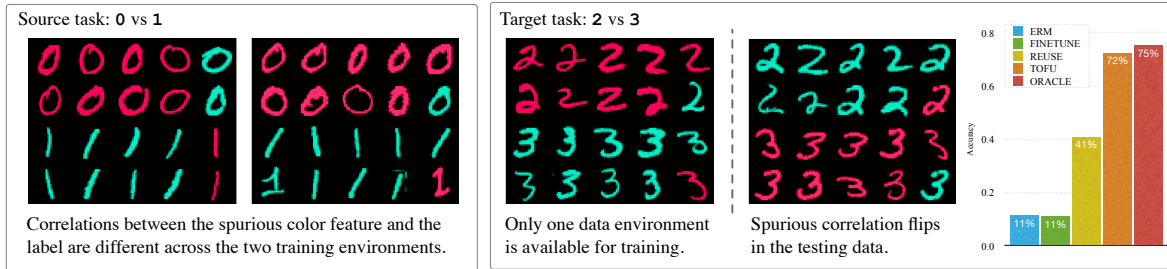 Source task: 0 vs 1
Correlations between the spurious color feature and the
label are different across the two training environments.
Target task: 2 vs 3
Only one data environment
is available for training.
Spurious correlation flips
in the testing data.
ERM
FINETUNE
REUSE
TOFU
ORACLE
Accuracy
0.8
0.6
0.4
0.2
0.0
11%
11%
41%
72%
75%